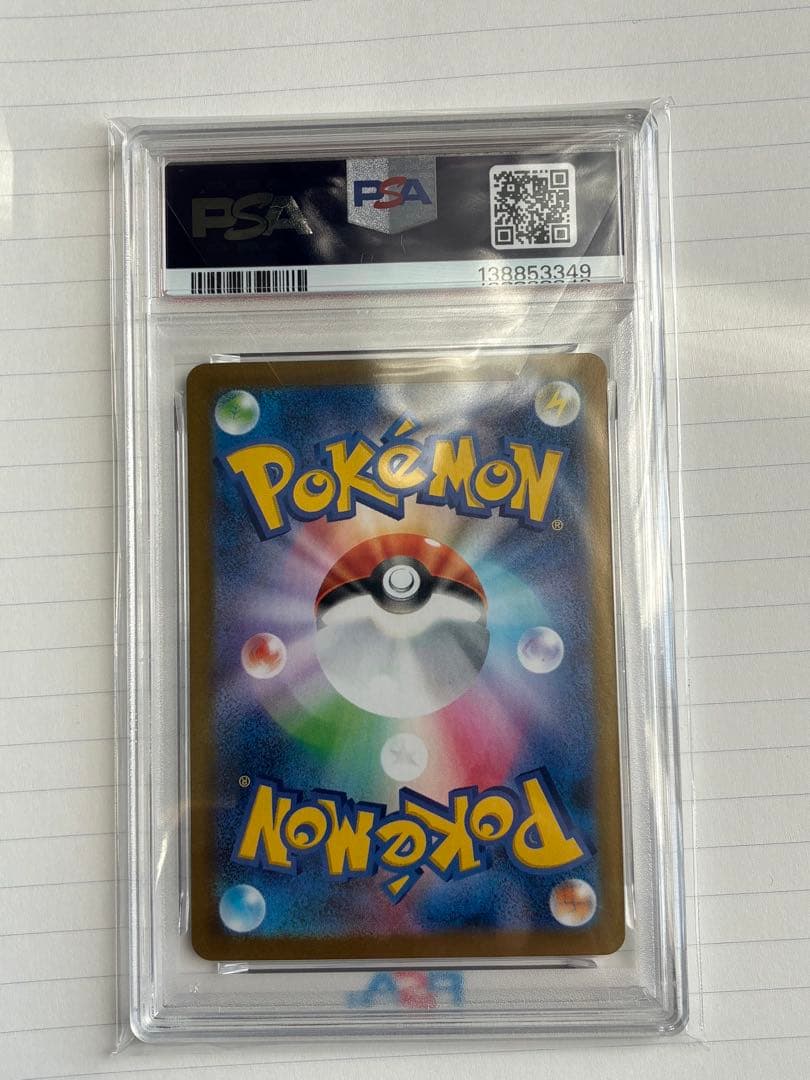 PSA PSA
138853349
POKéMON
®
®
POKéMON
PSA